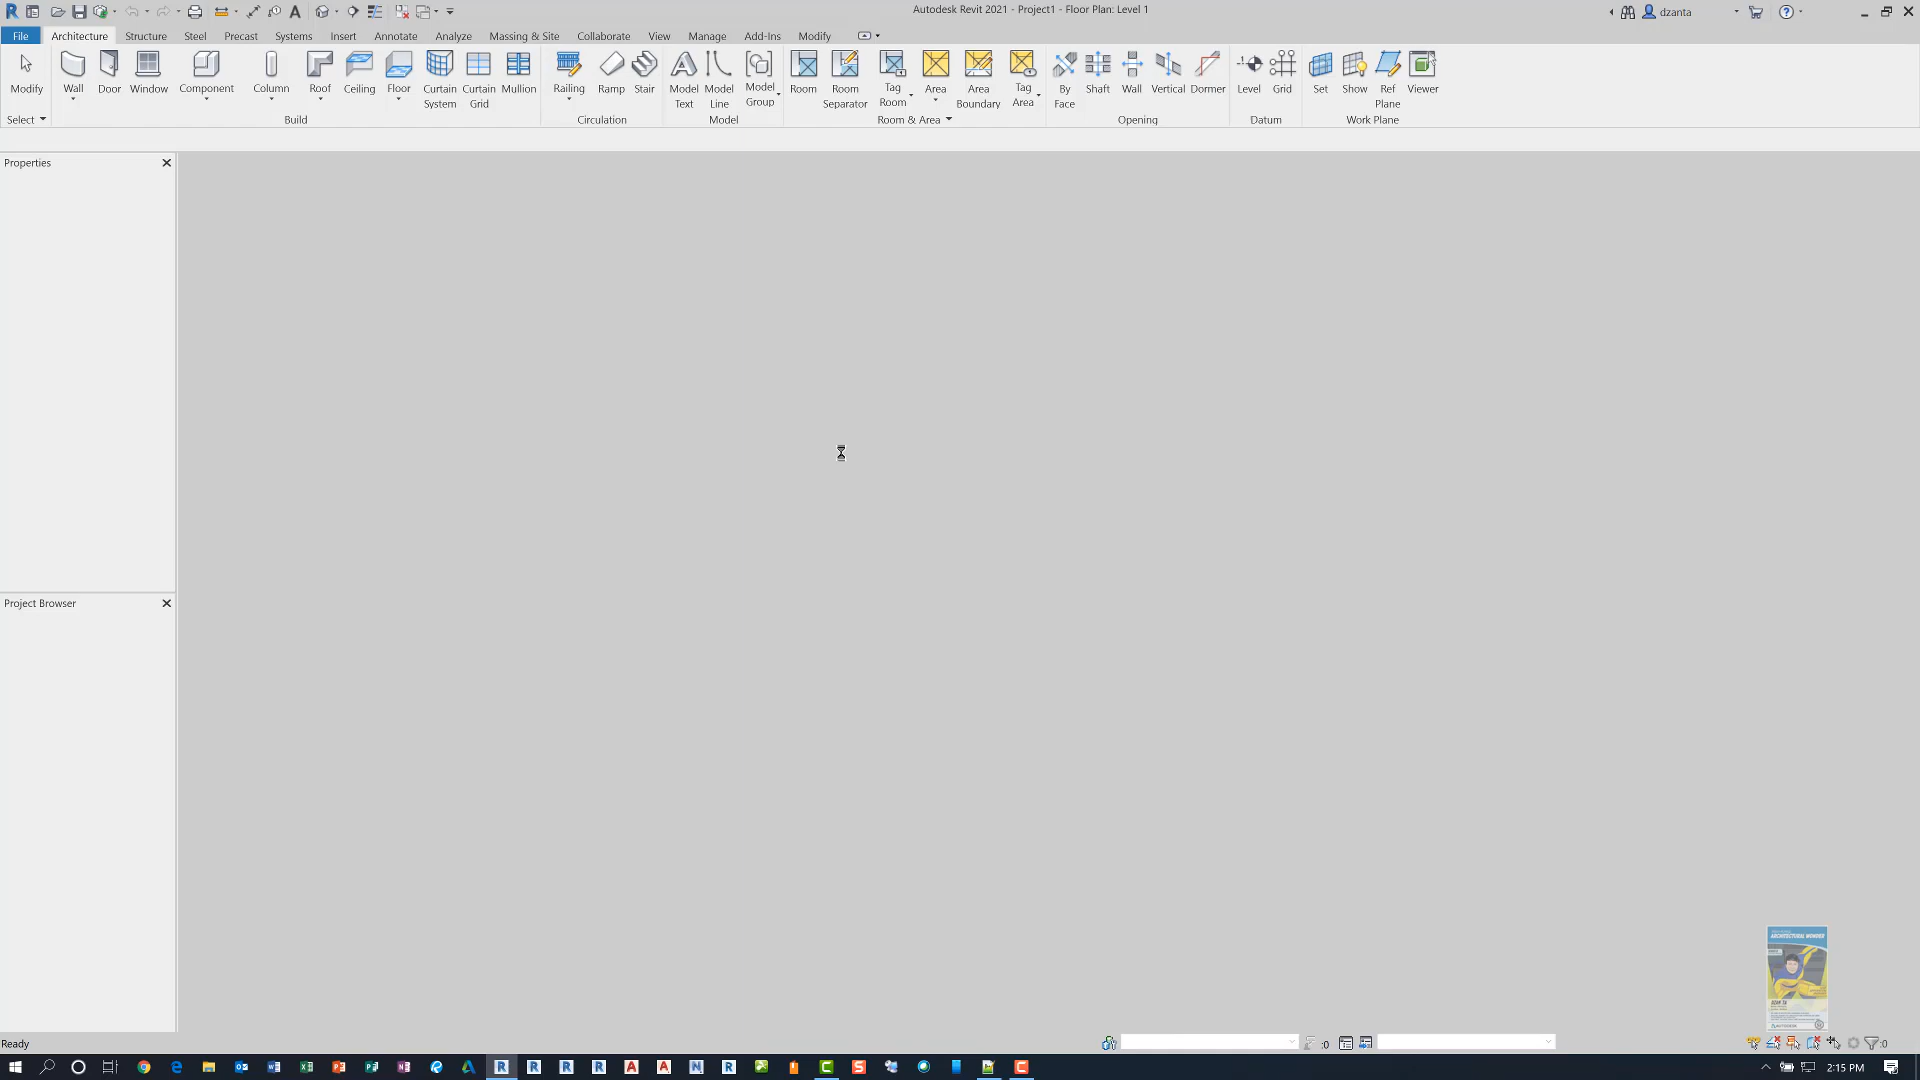 Autodesk Revit 2021 - Project1 - Floor Plan: Level 1
dzanta
File Architecture Structure Steel Precast Systems Insert Annotate Analyze Massing & Site Collaborate View Manage Add-Ins Modify
Modify Wall Door Window Component Column Roof Ceiling Floor Curtain System Curtain Grid Mullion Railing Ramp Stair Model Text Model Line Model Group Room Room Separator Tag Room Area Area Boundary Tag Area By Face Shaft Wall Vertical Dormer Level Grid Set Show Ref Plane Viewer
Select Build Circulation Model Room & Area Opening Datum Work Plane
Properties
Project Browser
ARCHITECTURAL WONDER
AUTODESK
Ready
:0
:0
2:15 PM